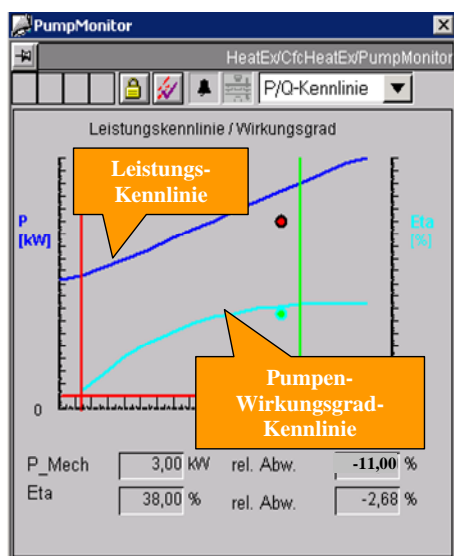 PumpMonitor
HeatEx/CfcHeatEx/PumpMonitor
P/Q-Kennlinie
Leistungskennlinie / Wirkungsgrad
Leistungs-
Kennlinie
P
[kW]
Eta
[%]
Pumpen-
Wirkungsgrad-
Kennlinie
0
P_Mech 3,00 kW rel. Abw. -11,00 %
Eta 38,00 % rel. Abw. -2,68 %